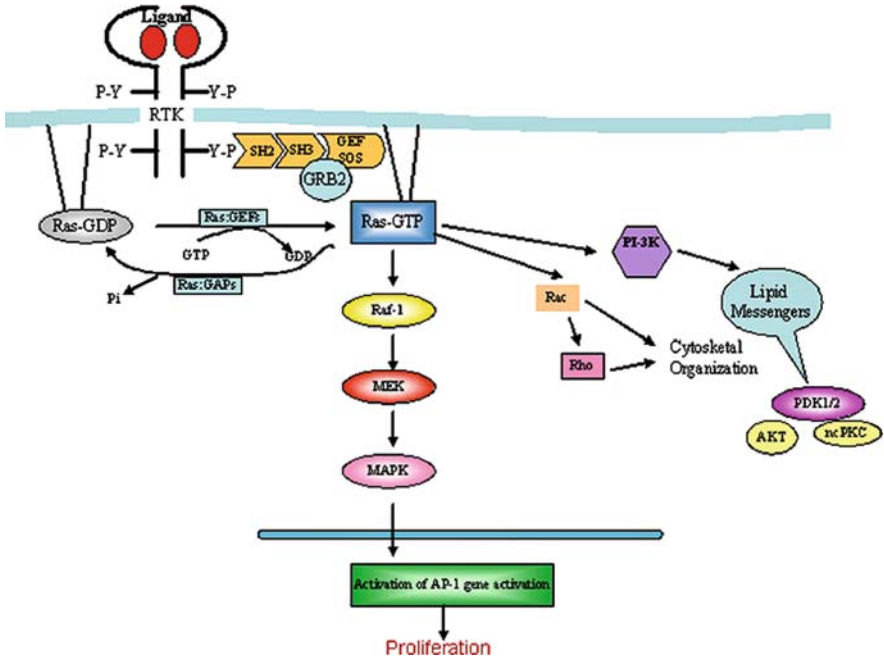 Ligand
P-Y
Y-P
RTK
P-Y
Y-P
SH2
SH3
GEF
SOS
GRB2
Ras-GDP
Ras:GEFs
Ras-GTP
GTP
GDP
Ras:GAPs
Pi
PI-3K
Lipid
Messengers
Raf-1
Rac
Rho
Cytosketal
Organization
MEK
PDK1/2
AKT
ncPKC
MAPK
Activation of AP-1 gene activation
Proliferation